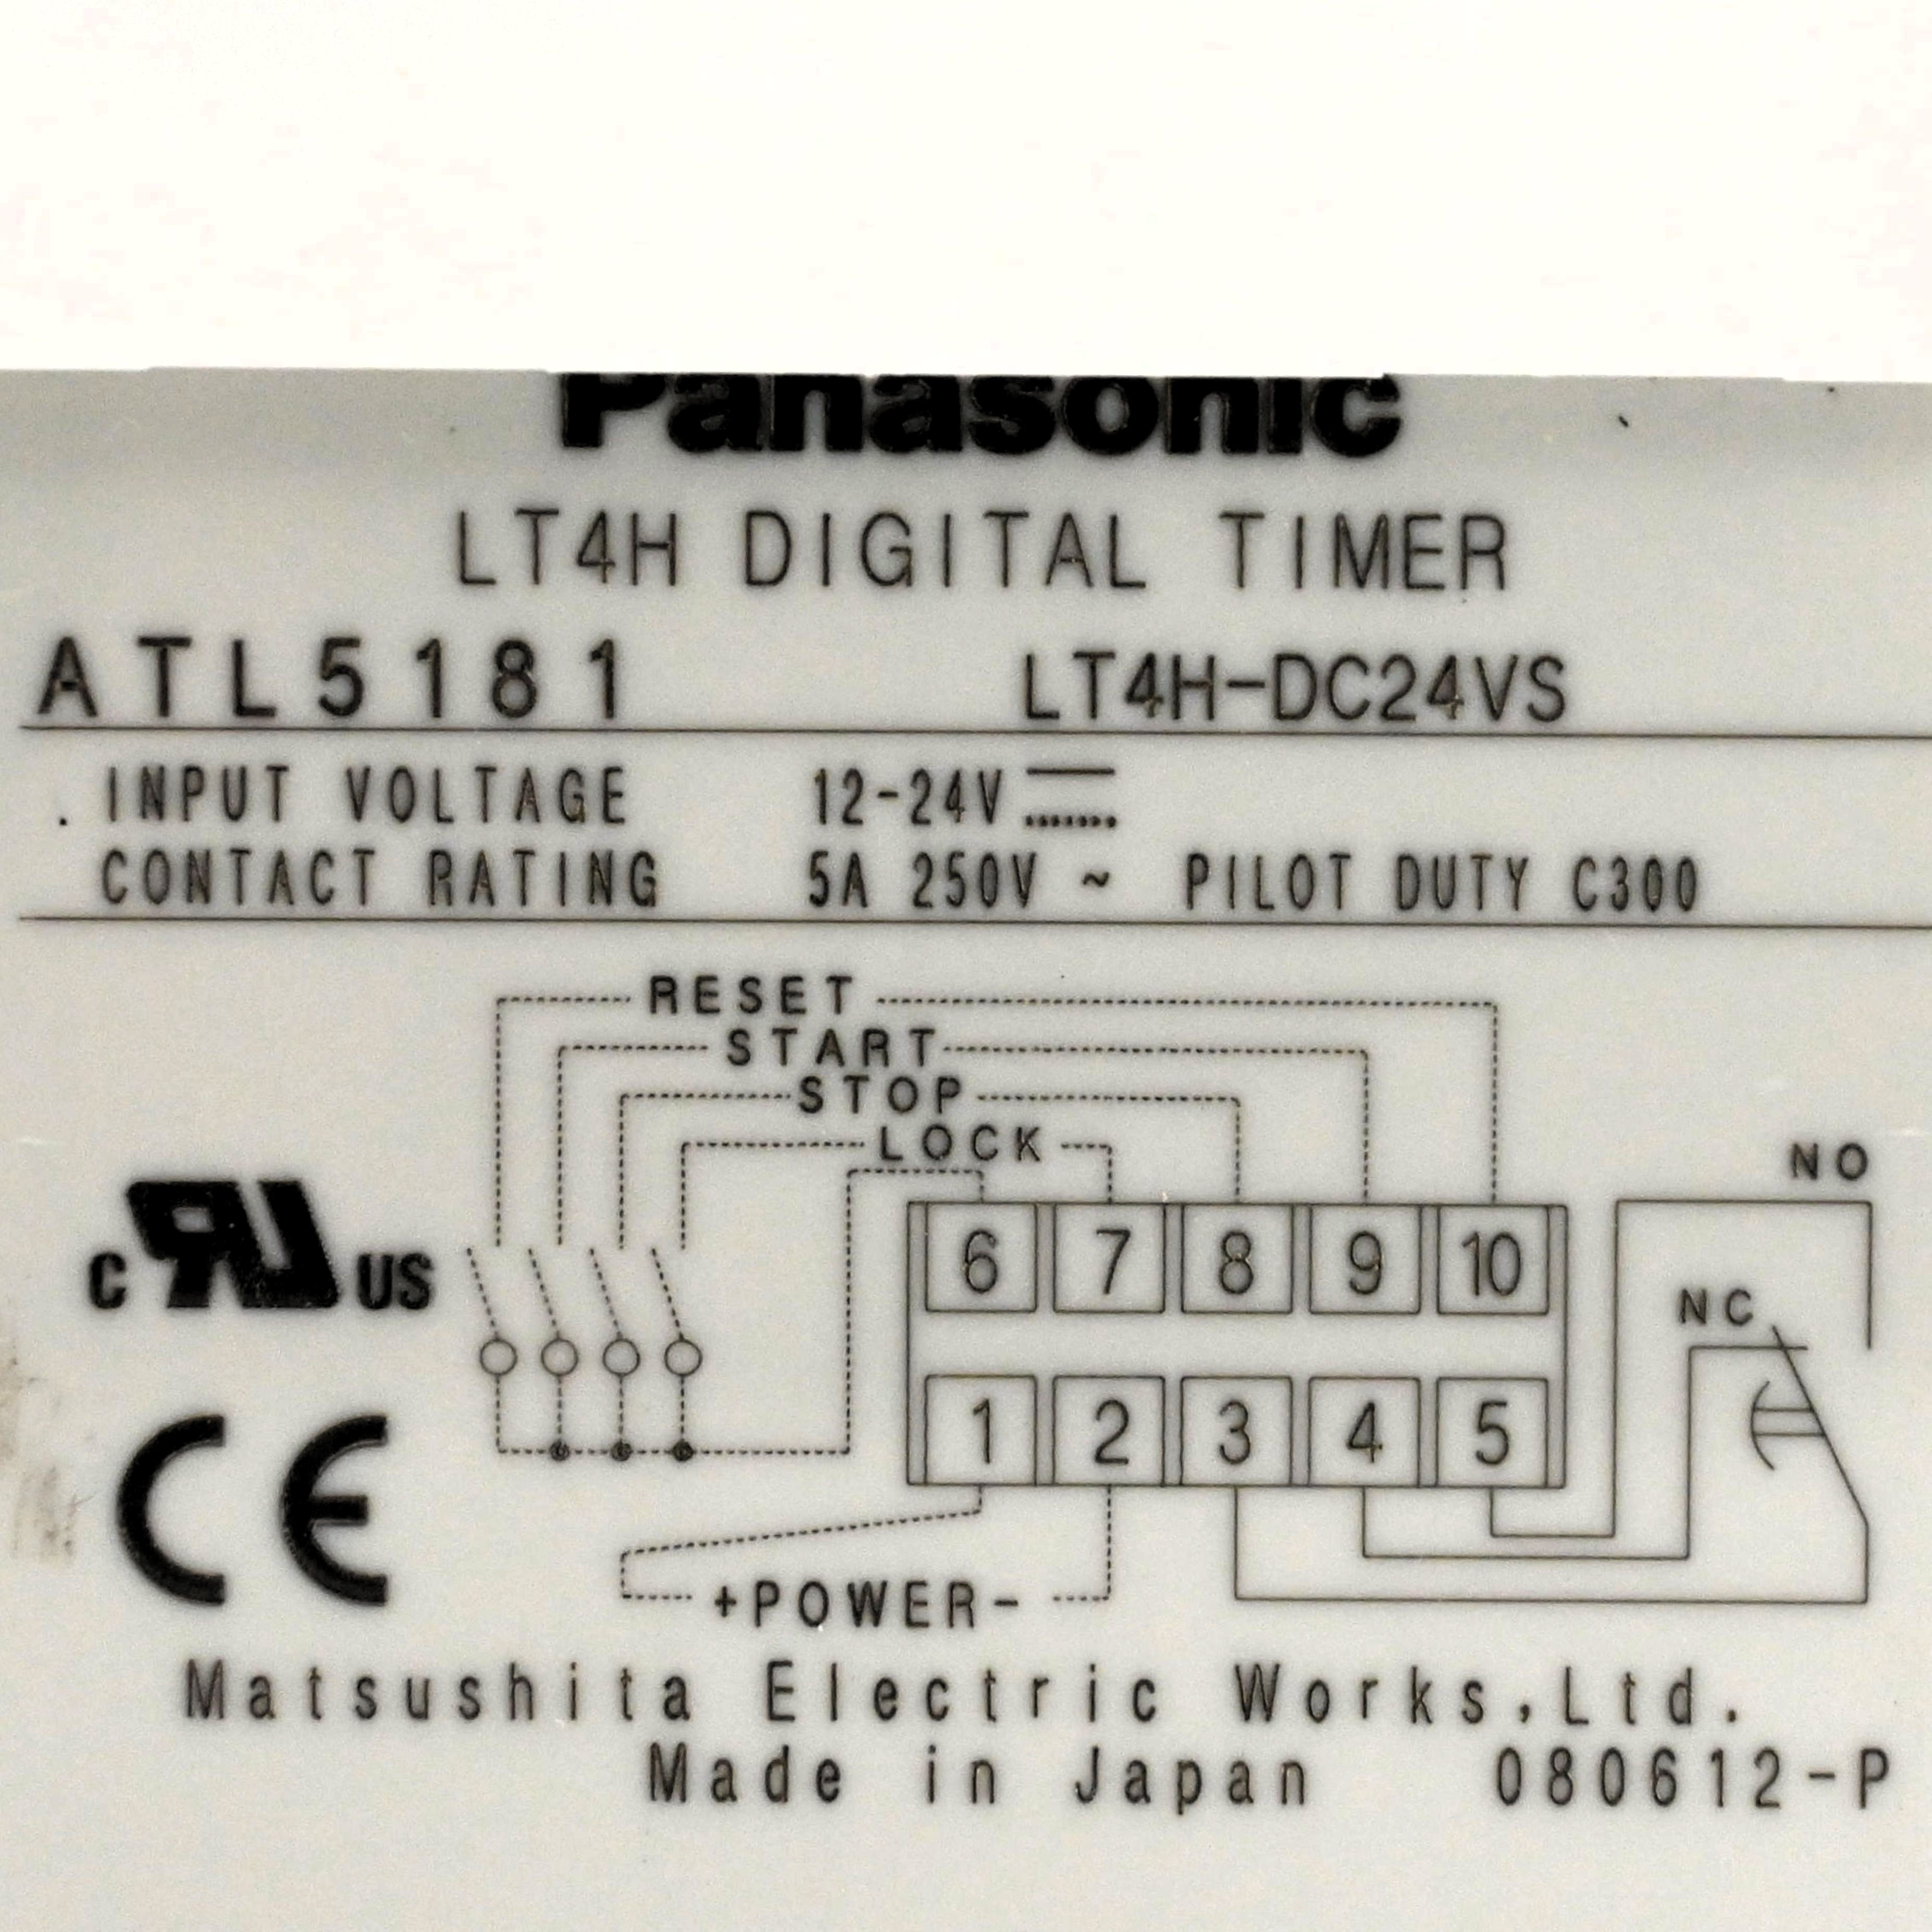 Panasonic
LT4H DIGITAL TIMER
ATL5181 LT4H-DC24VS
INPUT VOLTAGE 12-24V ⎓
CONTACT RATING 5A 250V ~ PILOT DUTY C300
RESET
START
STOP
LOCK
NO
6 7 8 9 10
c RU US
NC
1 2 3 4 5
CE
+POWER-
Matsushita Electric Works,Ltd.
Made in Japan 080612-P